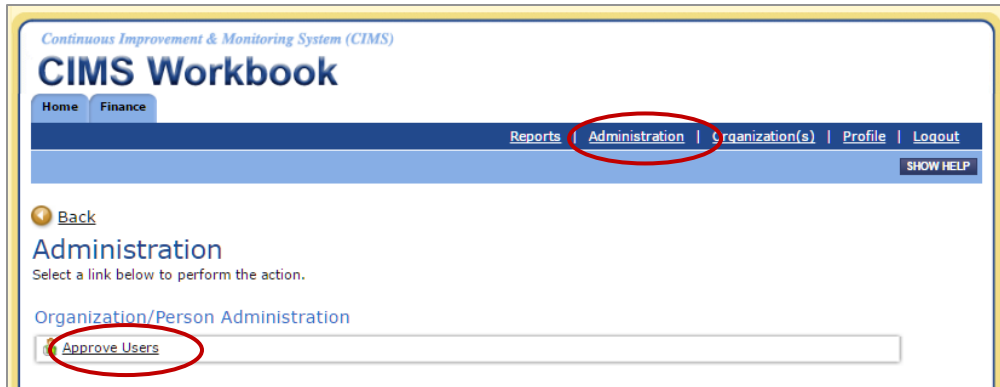 Continuous Improvement & Monitoring System (CIMS)
CIMS Workbook
Home Finance
Reports | Administration | Organization(s) | Profile | Logout
SHOW HELP
Back
Administration
Select a link below to perform the action.
Organization/Person Administration
Approve Users